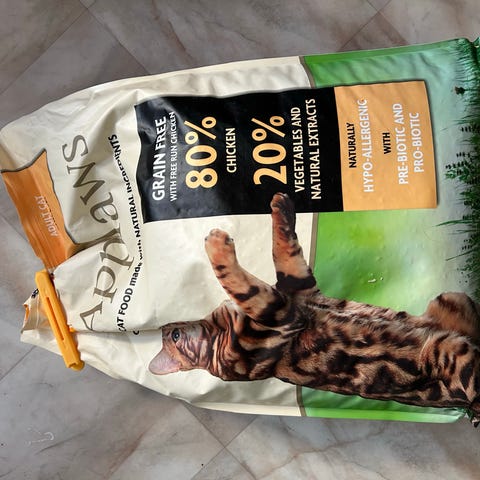 ADULT CAT
Applaws
CAT FOOD made with NATURAL INGREDIENTS
GRAIN FREE
WITH FREE RUN CHICKEN
80%
CHICKEN
20%
VEGETABLES AND
NATURAL EXTRACTS
NATURALLY
HYPO-ALLERGENIC
WITH
PRE-BIOTIC AND
PRO-BIOTIC